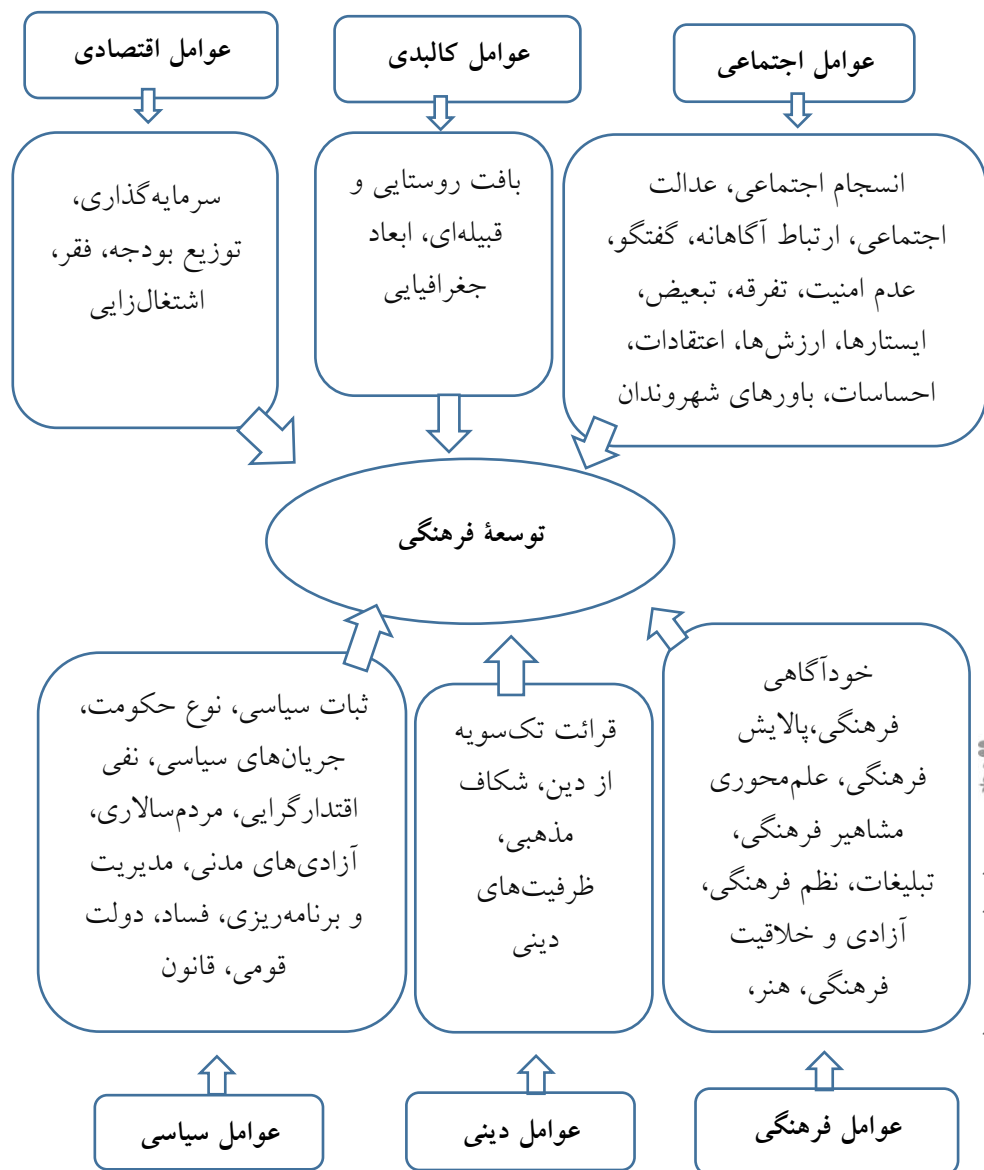 عوامل اجتماعی
عوامل کالبدی
عوامل اقتصادی
انسجام اجتماعی، عدالت
اجتماعی، ارتباط آگاهانه، گفتگو،
عدم امنیت، تفرقه، تبعیض،
ایستارها، ارزش‌ها، اعتقادات،
احساسات، باورهای شهروندان
بافت روستایی و
قبیله‌ای، ابعاد
جغرافیایی
سرمایه‌گذاری،
توزیع بودجه، فقر،
اشتغال‌زایی
توسعۀ فرهنگی
خودآگاهی
فرهنگی،پالایش
فرهنگی، علم‌محوری
مشاهیر فرهنگی،
تبلیغات، نظم فرهنگی،
آزادی و خلاقیت
فرهنگی، هنر،
قرائت تک‌سویه
از دین، شکاف
مذهبی،
ظرفیت‌های
دینی
ثبات سیاسی، نوع حکومت،
جریان‌های سیاسی، نفی
اقتدارگرایی، مردم‌سالاری،
آزادی‌های مدنی، مدیریت
و برنامه‌ریزی، فساد، دولت
قومی، قانون
عوامل فرهنگی
عوامل دینی
عوامل سیاسی